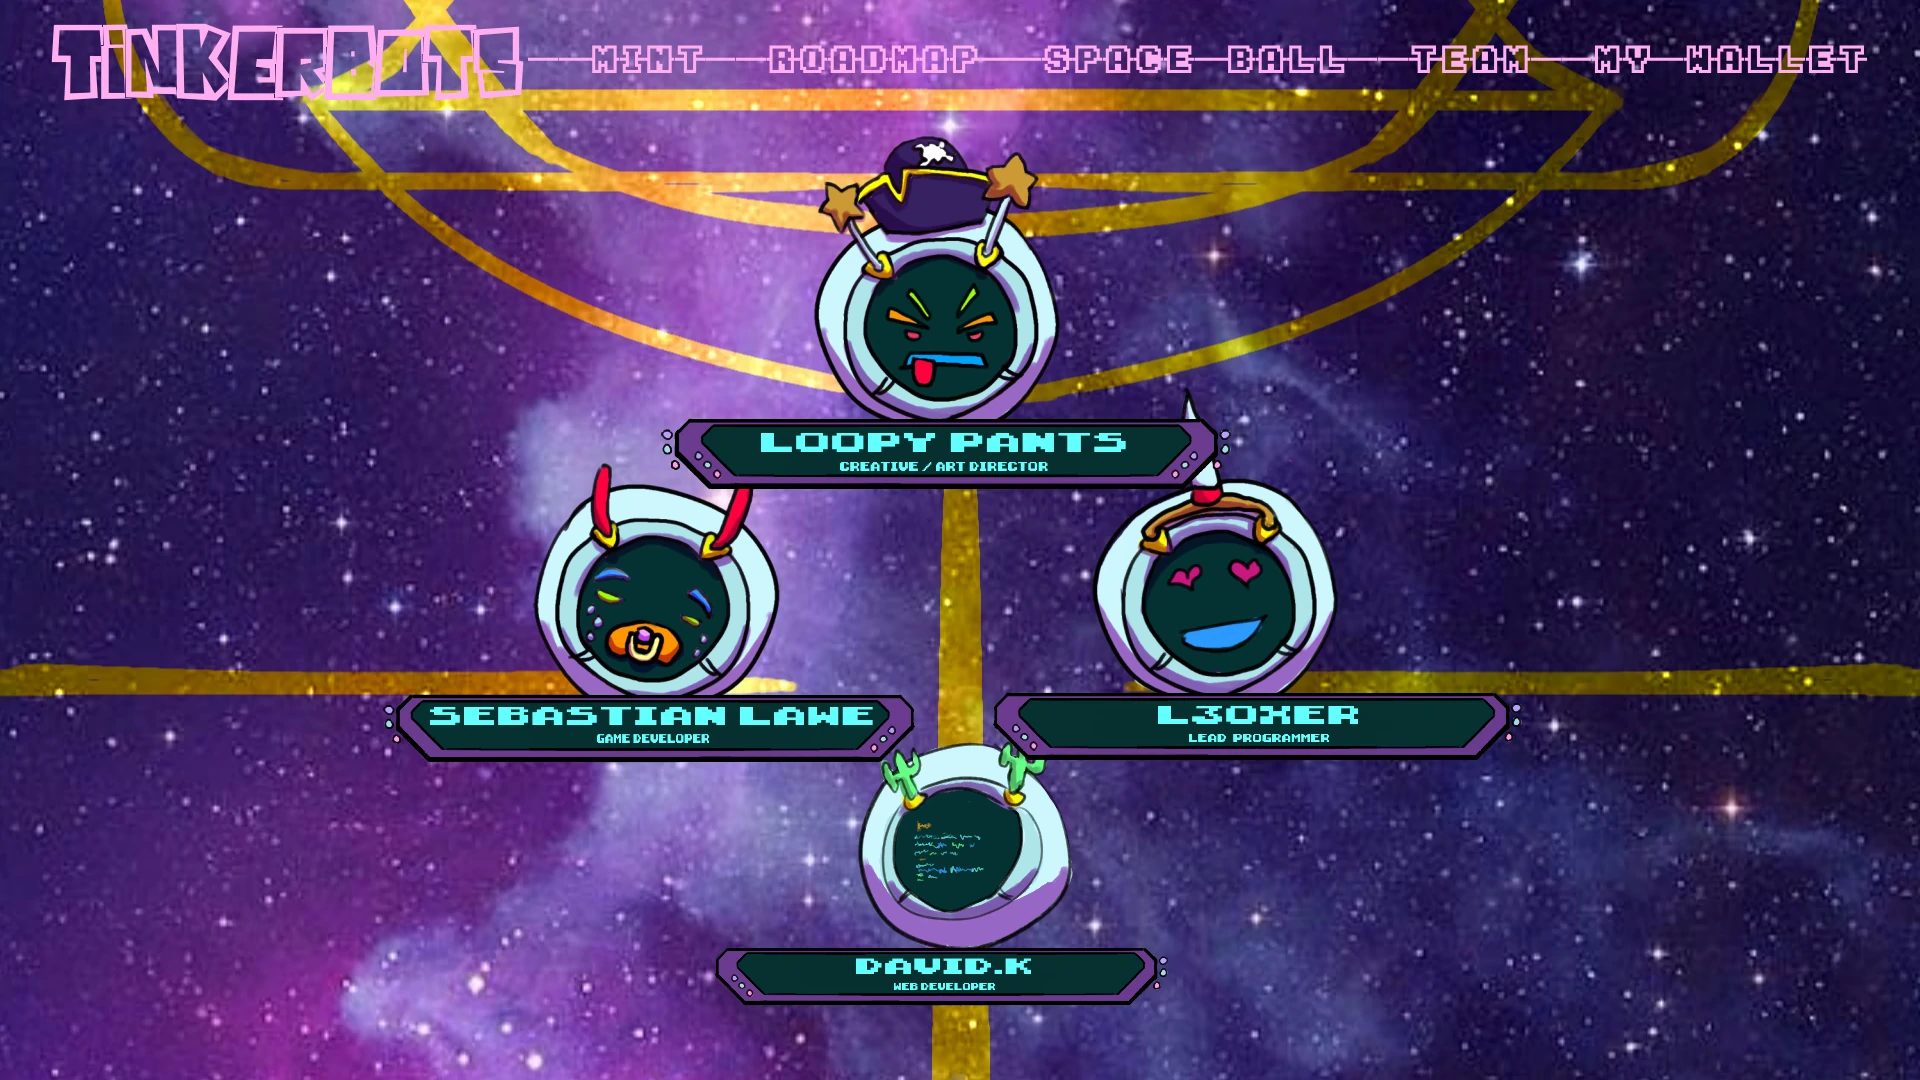 TiNKERBOTS
MINT ROADMAP SPACE BALL TEAM MY WALLET
LOOPY PANTS
CREATIVE / ART DIRECTOR
SEBASTIAN LAWE
GAME DEVELOPER
L3OXER
LEAD PROGRAMMER
DAVID.K
WEB DEVELOPER